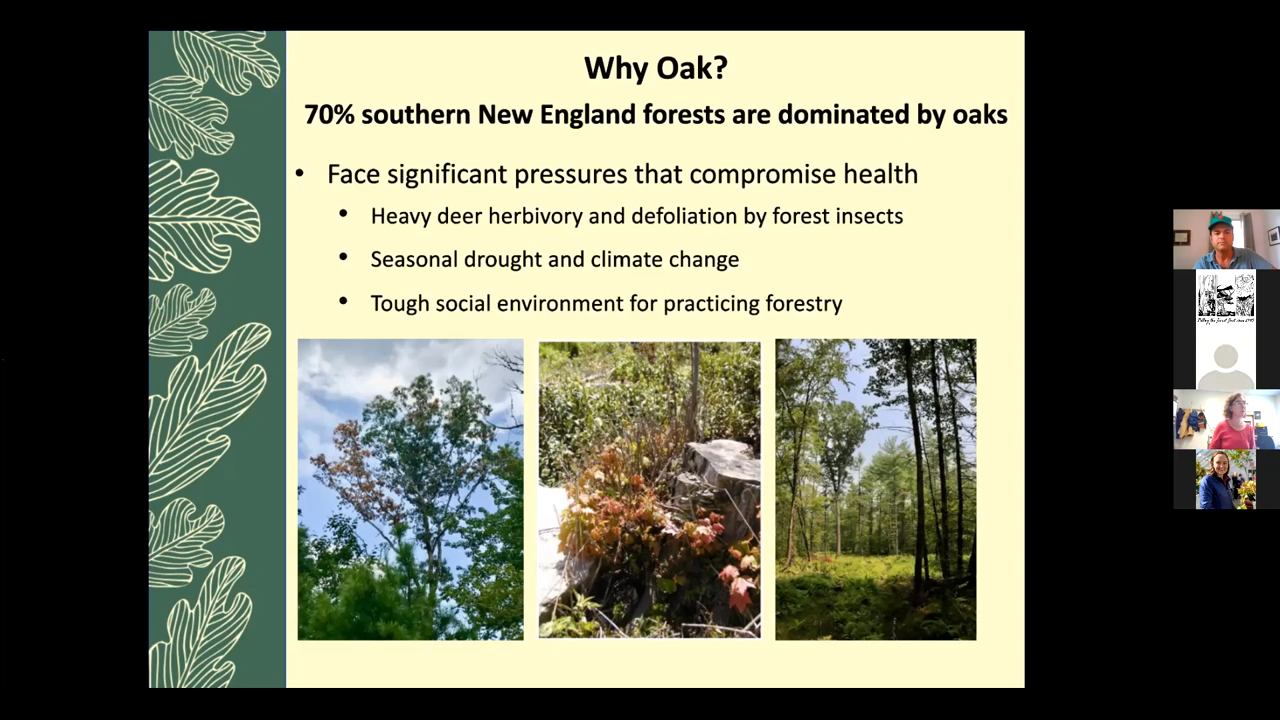 Why Oak?
70% southern New England forests are dominated by oaks
• Face significant pressures that compromise health
• Heavy deer herbivory and defoliation by forest insects
• Seasonal drought and climate change
• Tough social environment for practicing forestry